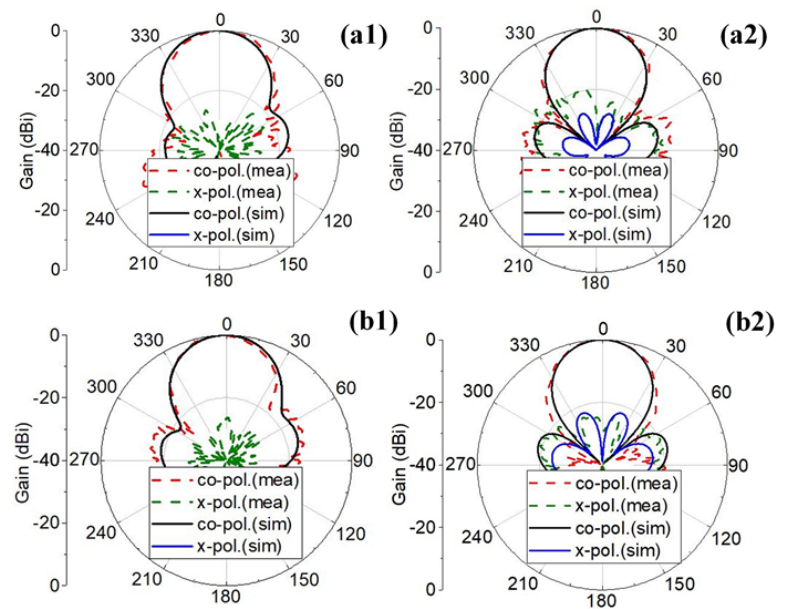 (a1)
0
30
60
90
120
150
180
210
240
270
300
330
0
-20
-40
-20
0
Gain (dBi)
co-pol.(mea)
x-pol.(mea)
co-pol.(sim)
x-pol.(sim)
(a2)
0
30
60
90
120
150
180
210
240
270
300
330
0
-20
-40
-20
0
Gain (dBi)
co-pol.(mea)
x-pol.(mea)
co-pol.(sim)
x-pol.(sim)
(b1)
0
30
60
90
120
150
180
210
240
270
300
330
0
-20
-40
-20
0
Gain (dBi)
co-pol.(mea)
x-pol.(mea)
co-pol.(sim)
x-pol.(sim)
(b2)
0
30
60
90
120
150
180
210
240
270
300
330
0
-20
-40
-20
0
Gain (dBi)
co-pol.(mea)
x-pol.(mea)
co-pol.(sim)
x-pol.(sim)